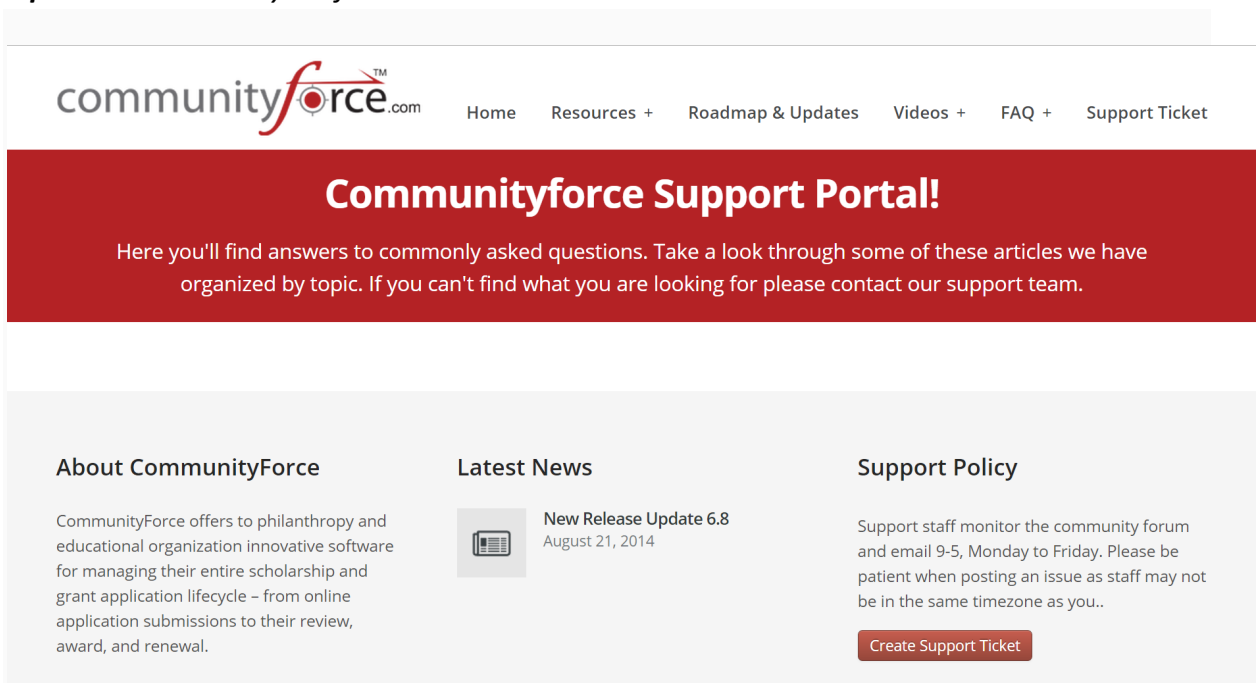 communityforce.com TM
Home Resources + Roadmap & Updates Videos + FAQ + Support Ticket
Communityforce Support Portal!
Here you'll find answers to commonly asked questions. Take a look through some of these articles we have
organized by topic. If you can't find what you are looking for please contact our support team.
About CommunityForce
CommunityForce offers to philanthropy and
educational organization innovative software
for managing their entire scholarship and
grant application lifecycle – from online
application submissions to their review,
award, and renewal.
Latest News
New Release Update 6.8
August 21, 2014
Support Policy
Support staff monitor the community forum
and email 9-5, Monday to Friday. Please be
patient when posting an issue as staff may not
be in the same timezone as you..
Create Support Ticket